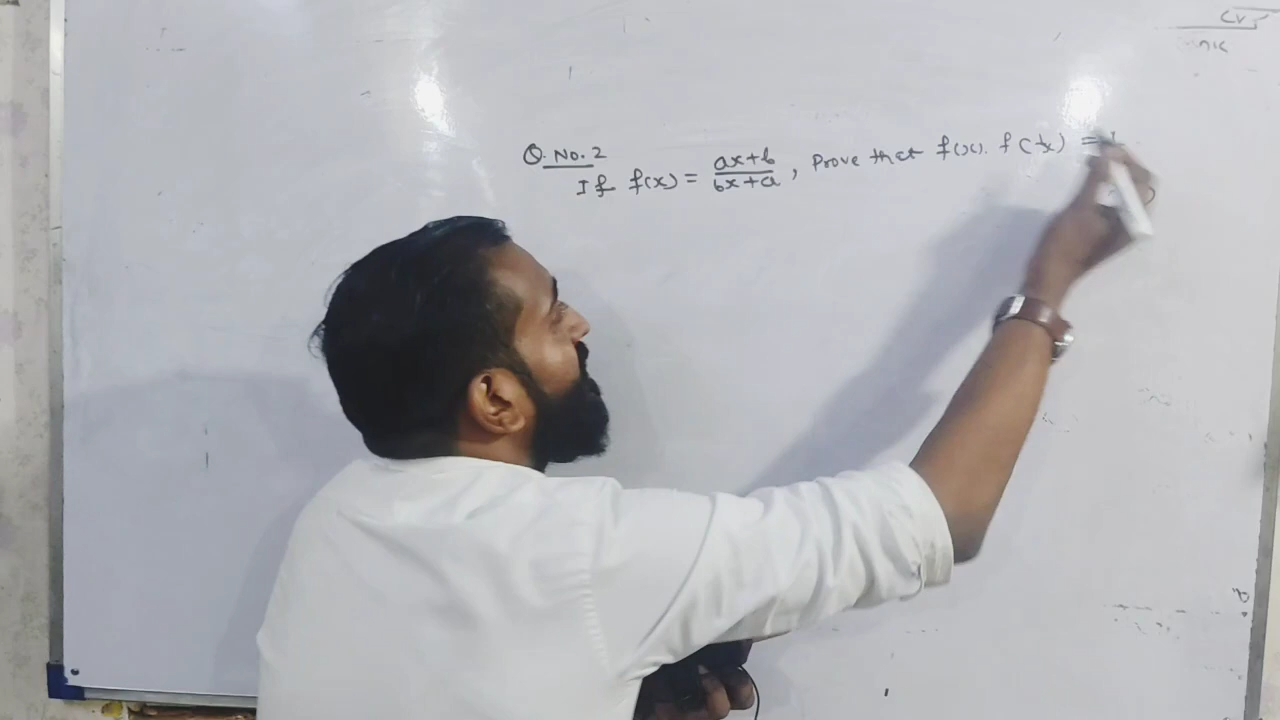 Q. No. 2
If f(x) = ax+b/bx+a, Prove that f(x). f(1/x) = 1